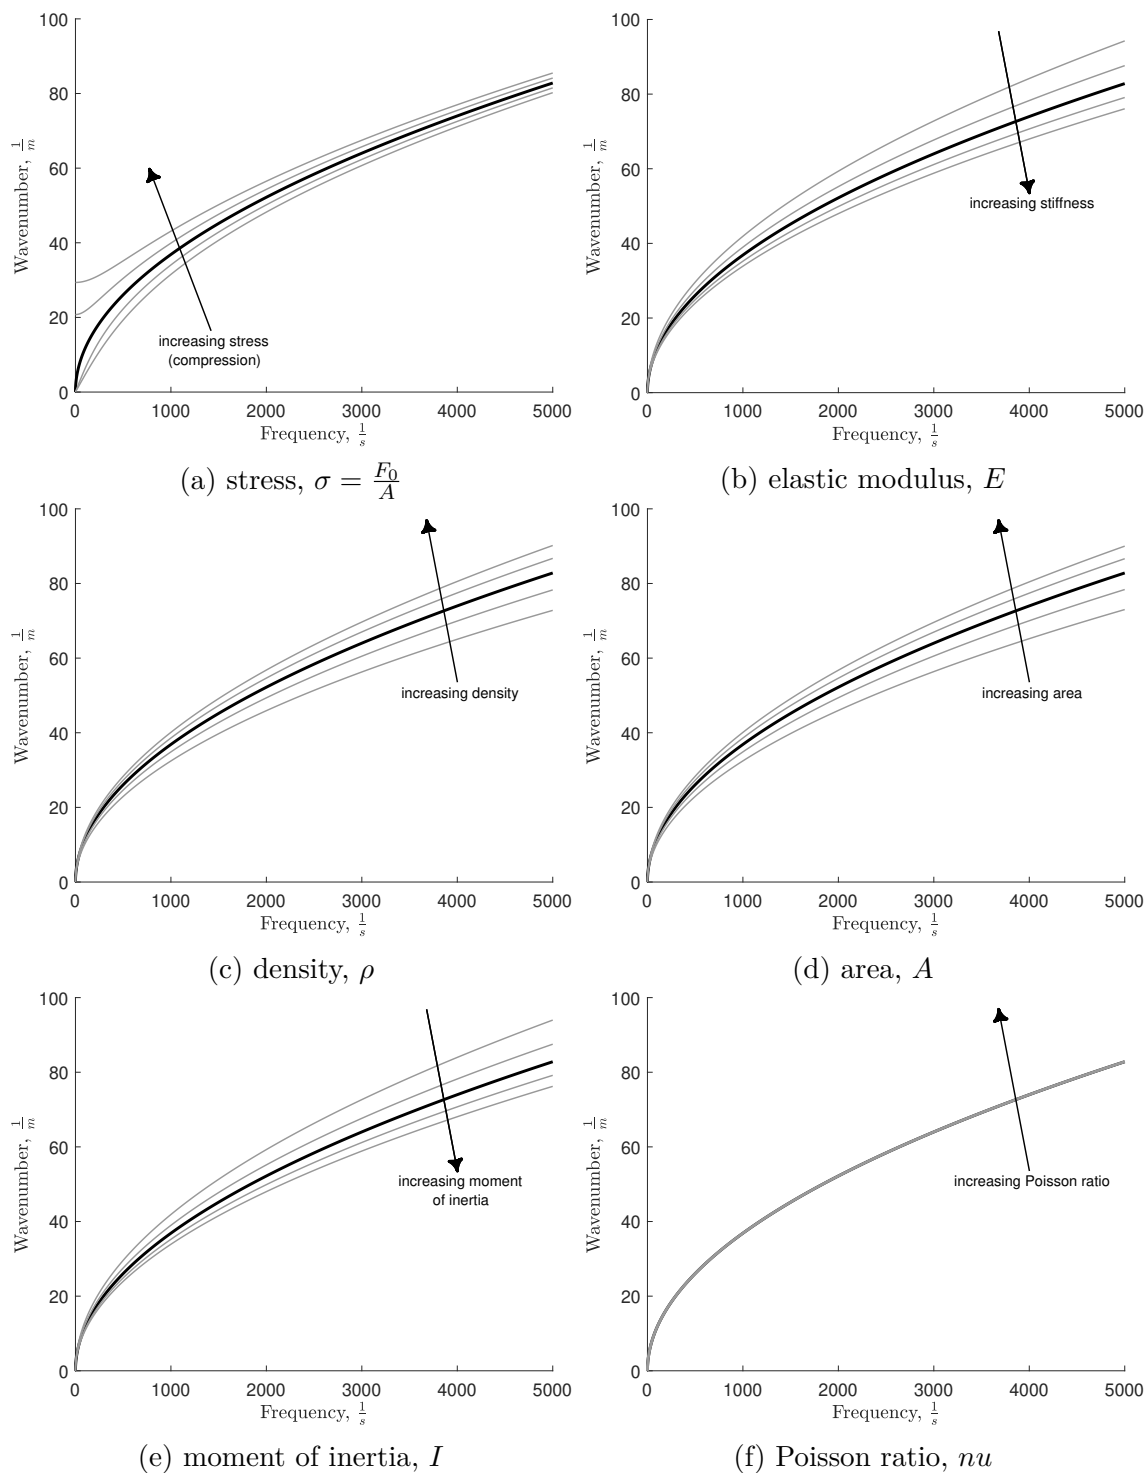 100
80
60
40
20
0
Wavenumber, 1/m
increasing stress
(compression)
0 1000 2000 3000 4000 5000
Frequency, 1/s
(a) stress, σ = F₀/A
100
80
60
40
20
0
Wavenumber, 1/m
increasing stiffness
0 1000 2000 3000 4000 5000
Frequency, 1/s
(b) elastic modulus, E
100
80
60
40
20
0
Wavenumber, 1/m
increasing density
0 1000 2000 3000 4000 5000
Frequency, 1/s
(c) density, ρ
100
80
60
40
20
0
Wavenumber, 1/m
increasing area
0 1000 2000 3000 4000 5000
Frequency, 1/s
(d) area, A
100
80
60
40
20
0
Wavenumber, 1/m
increasing moment
of inertia
0 1000 2000 3000 4000 5000
Frequency, 1/s
(e) moment of inertia, I
100
80
60
40
20
0
Wavenumber, 1/m
increasing Poisson ratio
0 1000 2000 3000 4000 5000
Frequency, 1/s
(f) Poisson ratio, nu